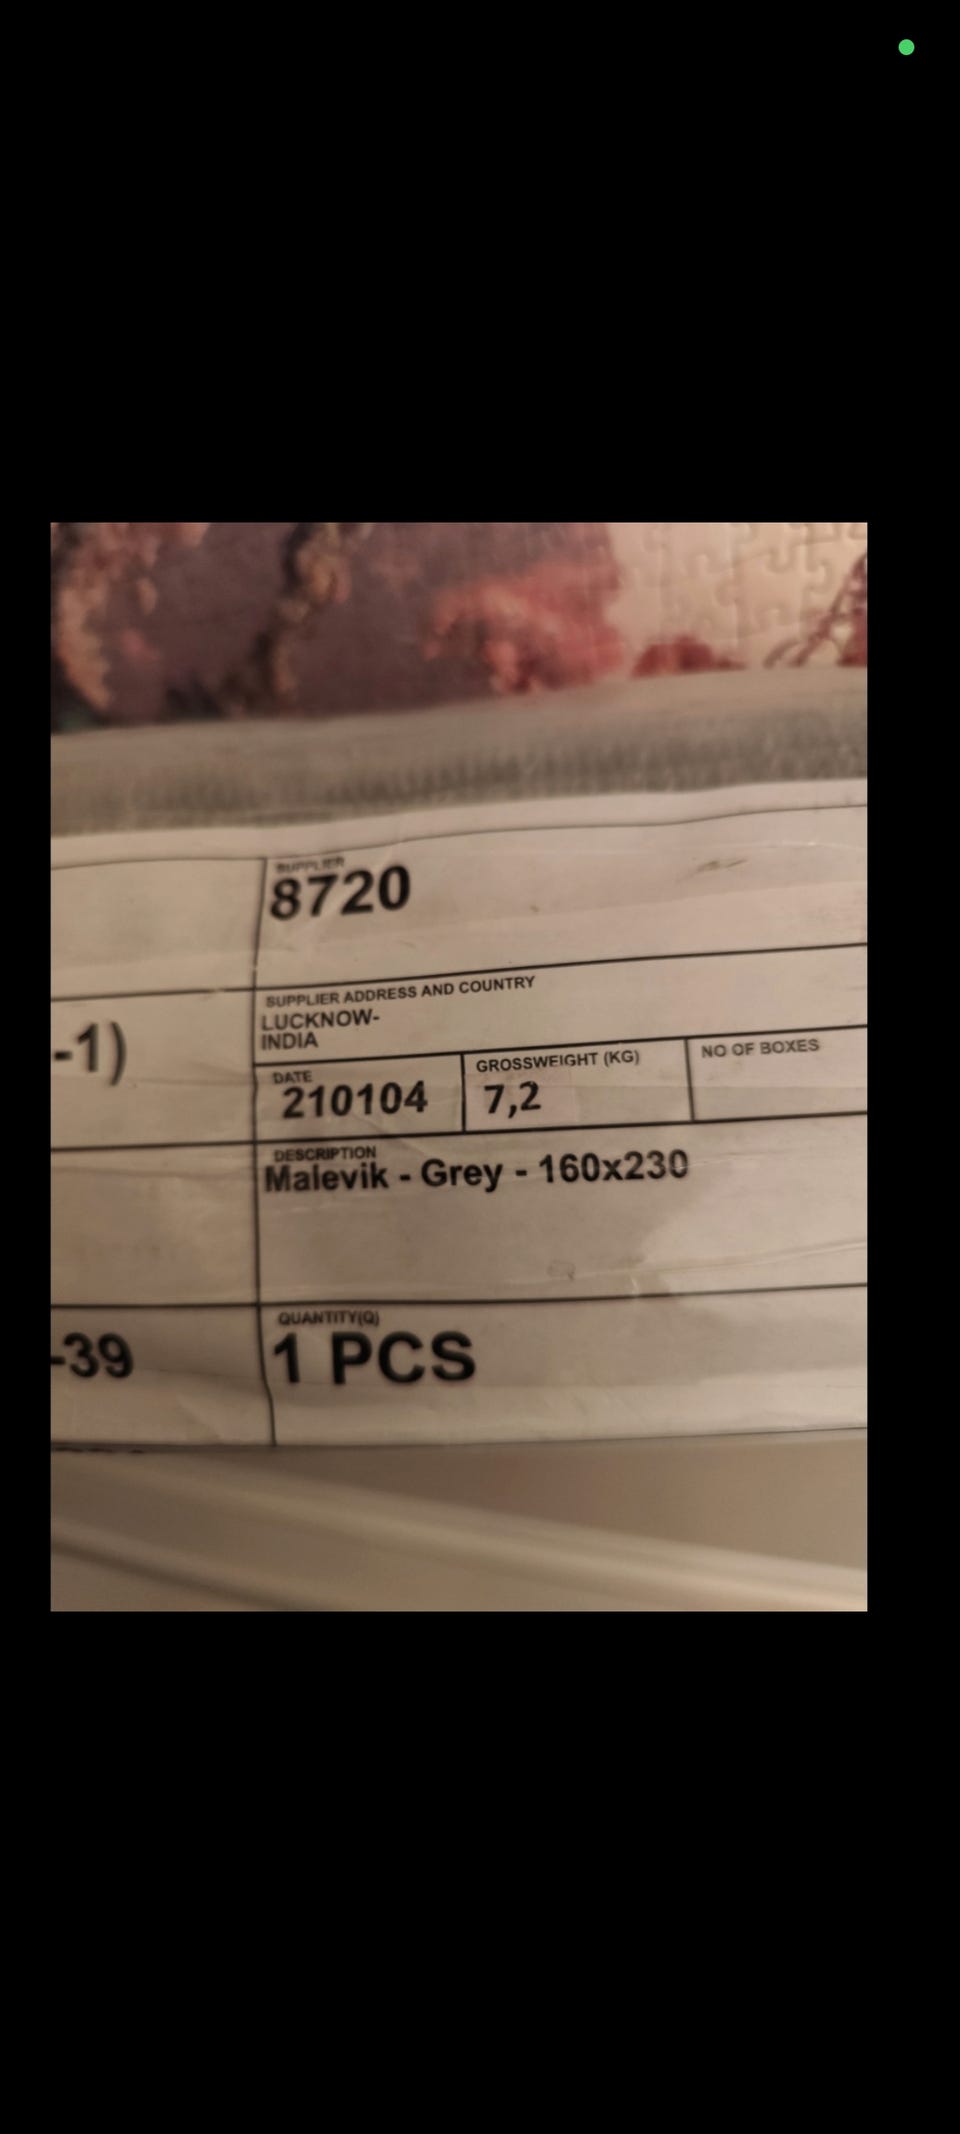 SUPPLIER
8720
SUPPLIER ADDRESS AND COUNTRY
LUCKNOW-
INDIA
-1)
DATE
210104
GROSSWEIGHT (KG)
7,2
NO OF BOXES
DESCRIPTION
Malevik - Grey - 160x230
QUANTITY(Q)
1 PCS
-39